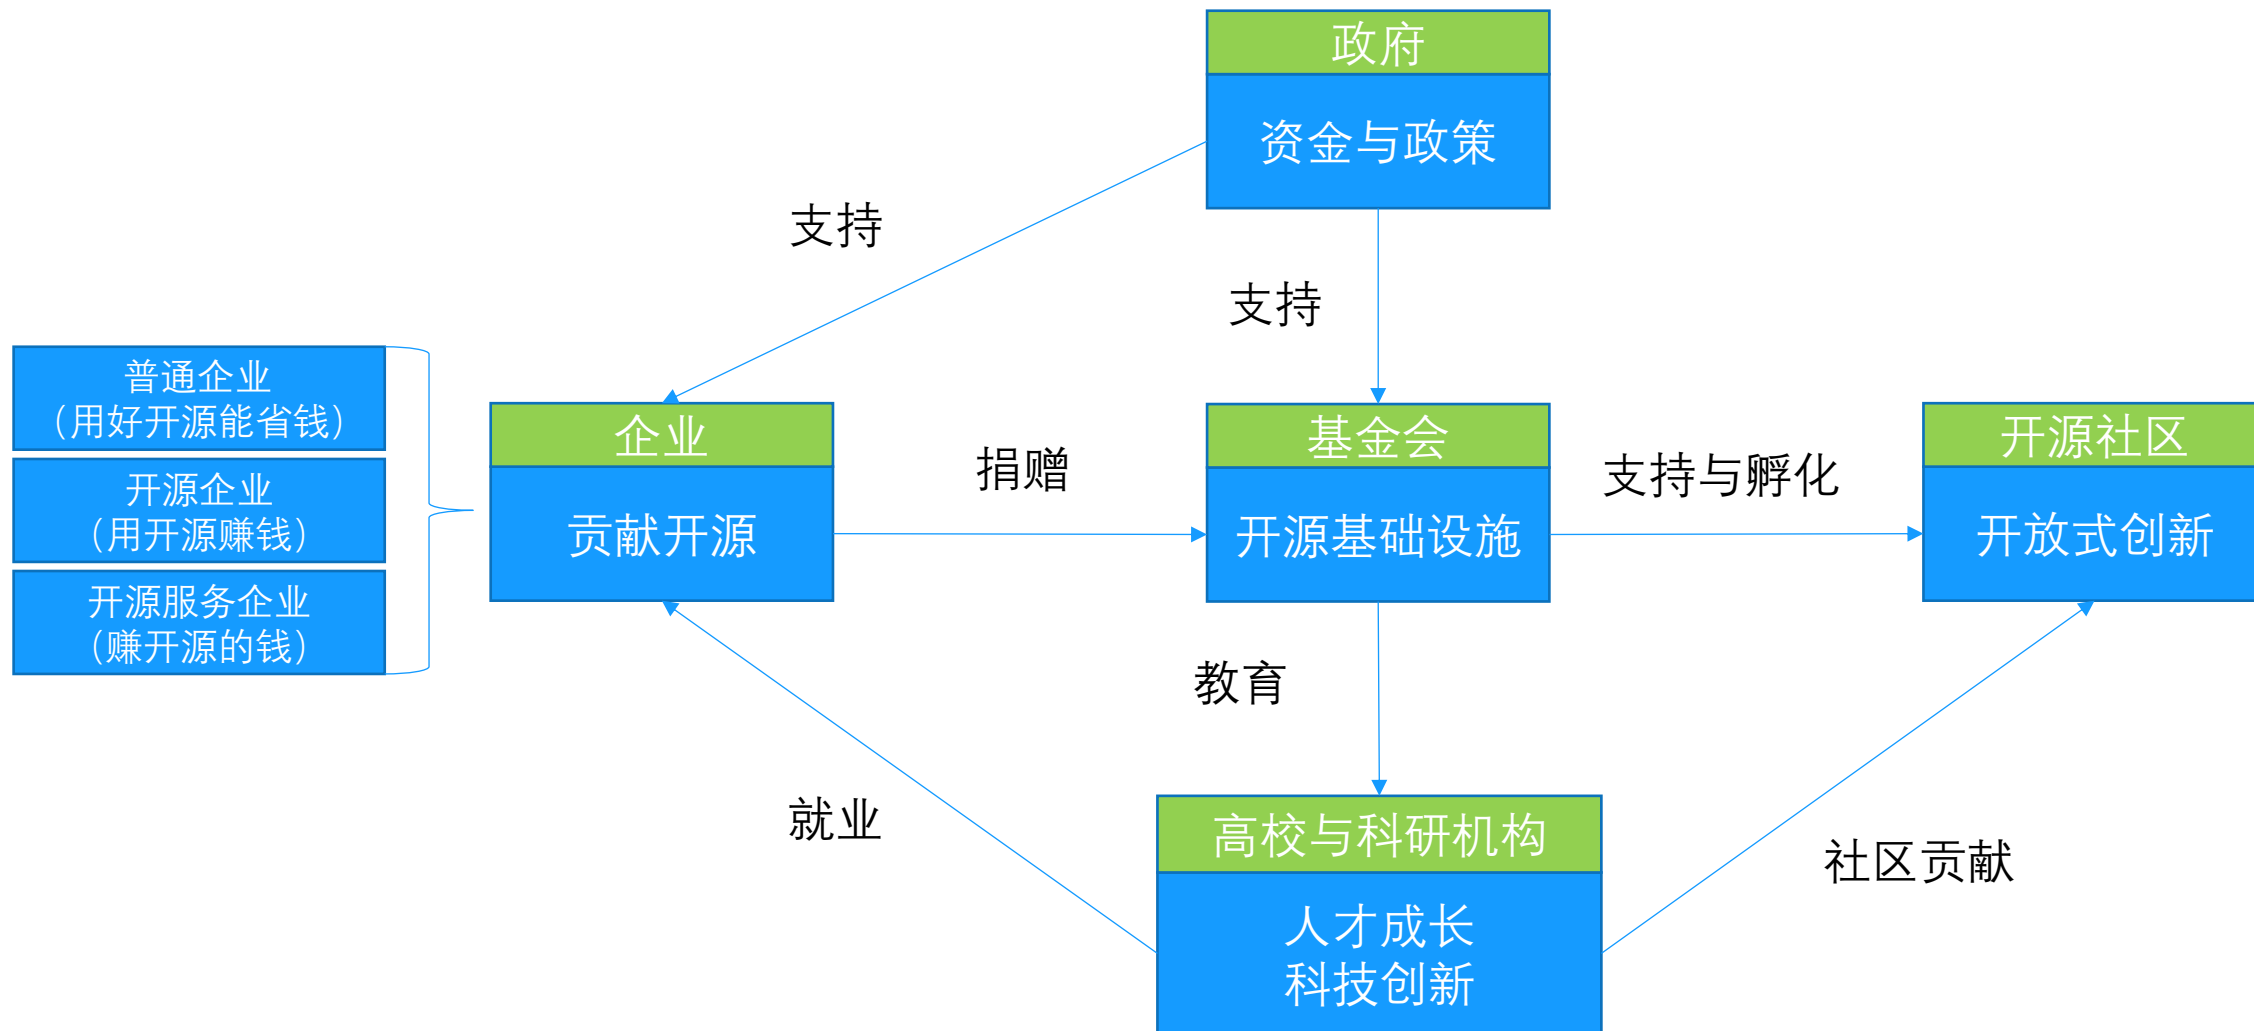 政府
资金与政策
支持
支持
普通企业
（用好开源能省钱）
开源企业
（用开源赚钱）
开源服务企业
（赚开源的钱）
企业
贡献开源
捐赠
基金会
开源基础设施
支持与孵化
开源社区
开放式创新
教育
就业
社区贡献
高校与科研机构
人才成长
科技创新